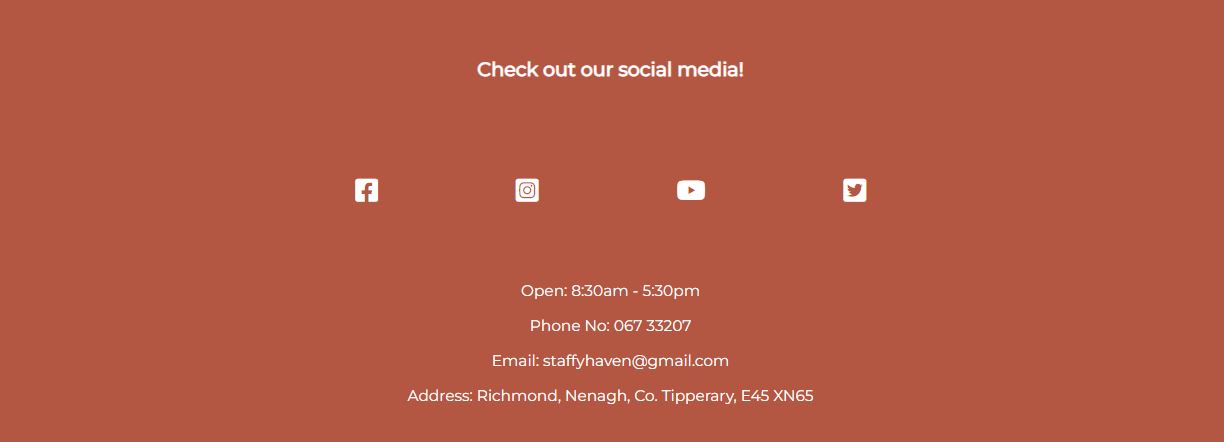 Check out our social media!
Open: 8:30am - 5:30pm
Phone No: 067 33207
Email: staffyhaven@gmail.com
Address: Richmond, Nenagh, Co. Tipperary, E45 XN65